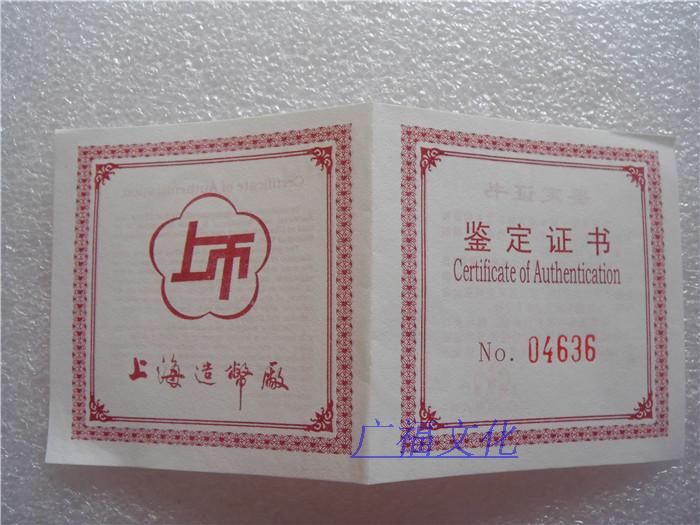 上币
上海造幣廠
鉴定证书
Certificate of Authentication
No. 04636
广福文化